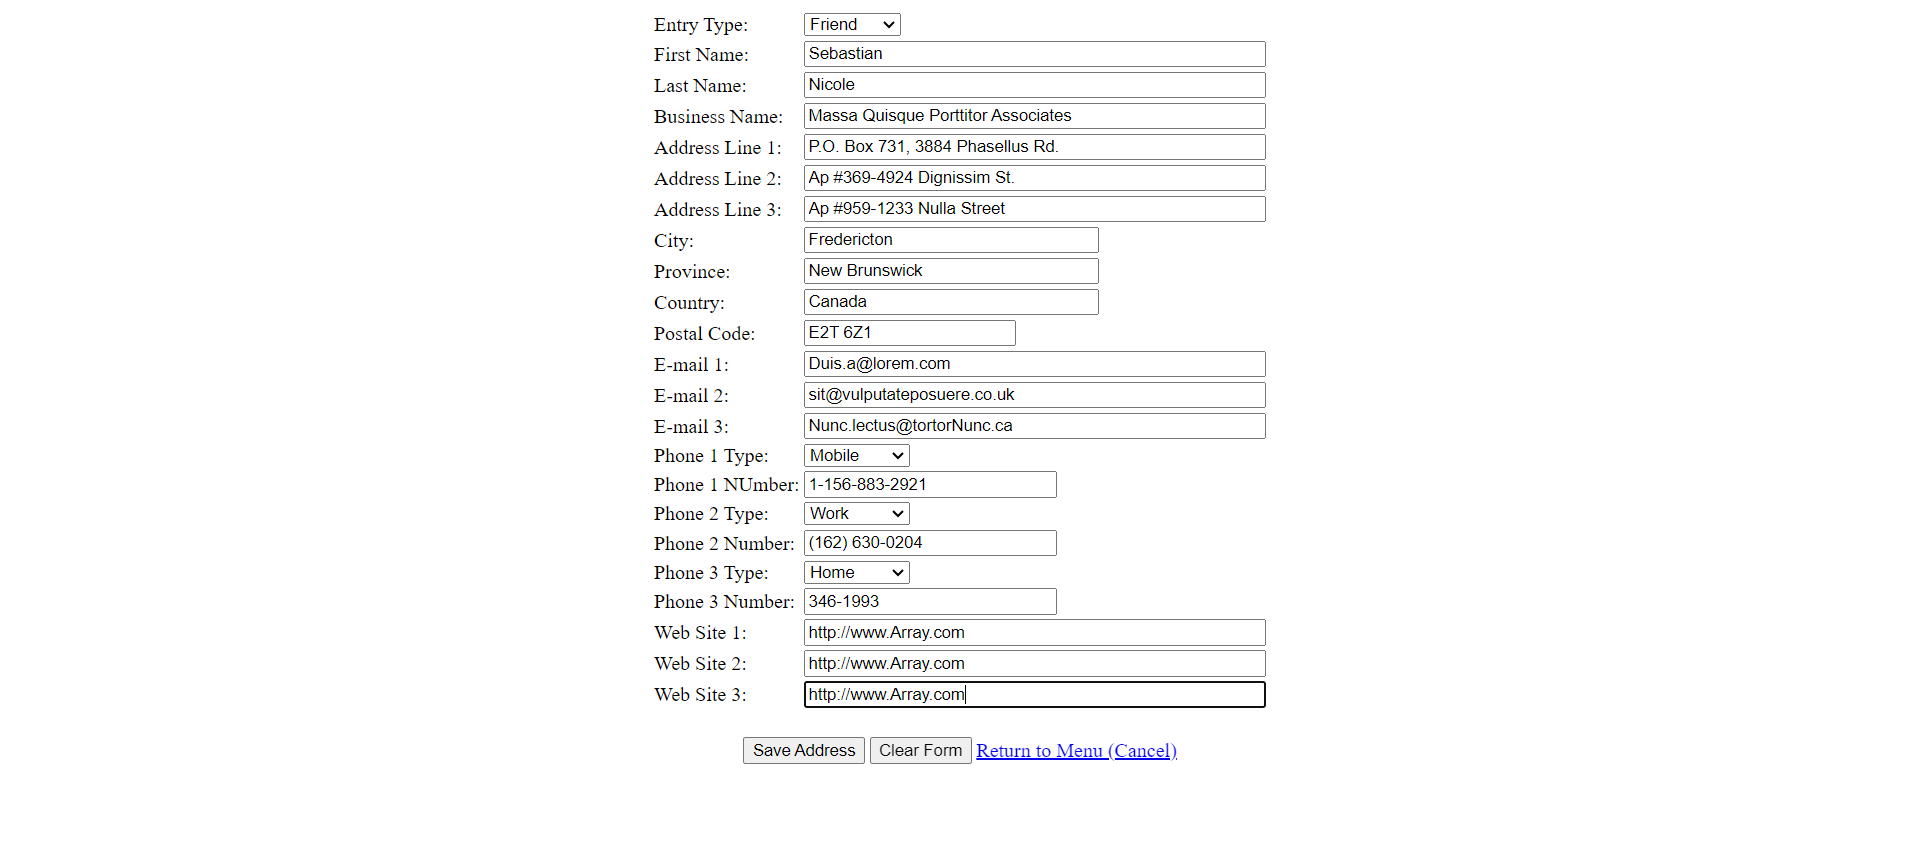 Entry Type: Friend
First Name: Sebastian
Last Name: Nicole
Business Name: Massa Quisque Porttitor Associates
Address Line 1: P.O. Box 731, 3884 Phasellus Rd.
Address Line 2: Ap #369-4924 Dignissim St.
Address Line 3: Ap #959-1233 Nulla Street
City: Fredericton
Province: New Brunswick
Country: Canada
Postal Code: E2T 6Z1
E-mail 1: Duis.a@lorem.com
E-mail 2: sit@vulputateposuere.co.uk
E-mail 3: Nunc.lectus@tortorNunc.ca
Phone 1 Type: Mobile
Phone 1 NUmber: 1-156-883-2921
Phone 2 Type: Work
Phone 2 Number: (162) 630-0204
Phone 3 Type: Home
Phone 3 Number: 346-1993
Web Site 1: http://www.Array.com
Web Site 2: http://www.Array.com
Web Site 3: http://www.Array.com
Save Address Clear Form Return to Menu (Cancel)